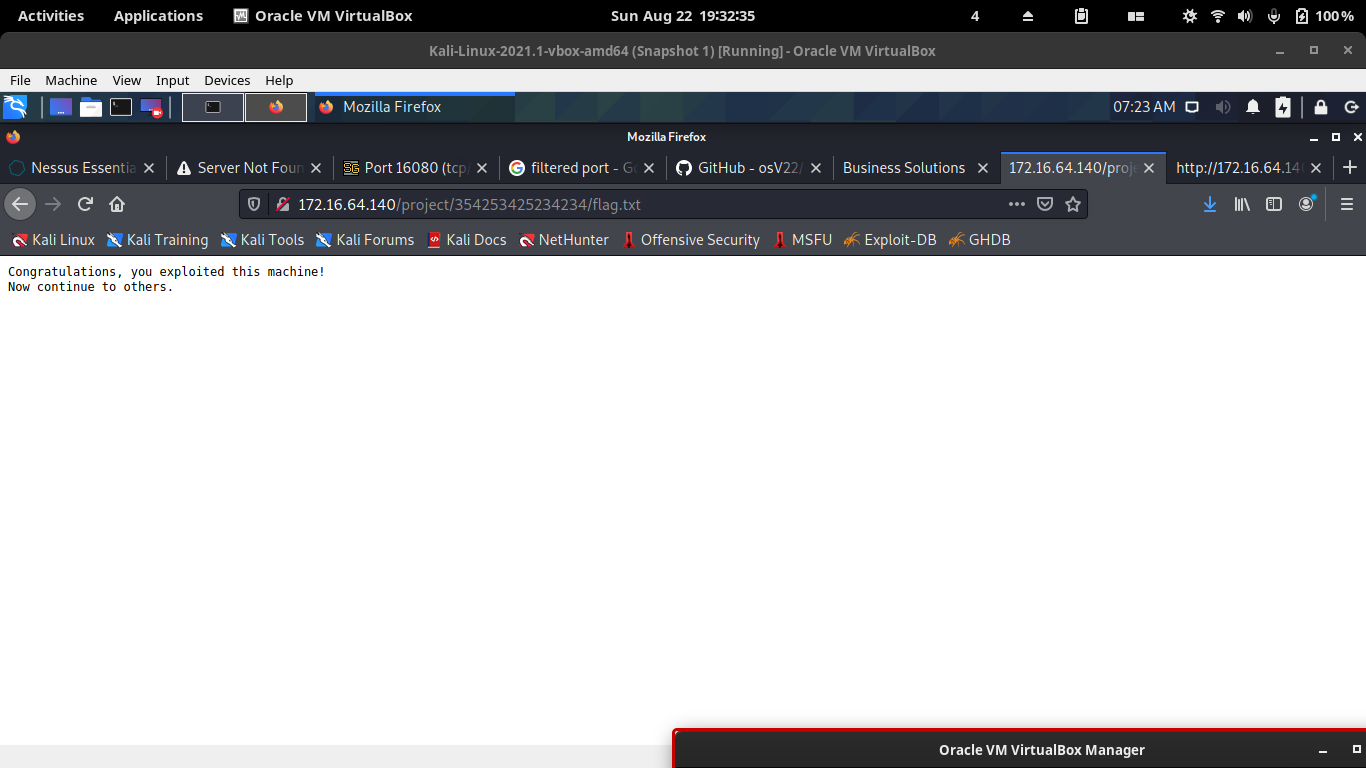 Activities Applications Oracle VM VirtualBox Sun Aug 22 19:32:35 4 100%
Kali-Linux-2021.1-vbox-amd64 (Snapshot 1) [Running] - Oracle VM VirtualBox
File Machine View Input Devices Help
Mozilla Firefox 07:23 AM
Mozilla Firefox
Nessus Essentia Server Not Foun Port 16080 (tcp/ filtered port - Go GitHub - osV22/ Business Solutions 172.16.64.140/proje http://172.16.64.140
172.16.64.140/project/354253425234234/flag.txt
Kali Linux Kali Training Kali Tools Kali Forums Kali Docs NetHunter Offensive Security MSFU Exploit-DB GHDB
Congratulations, you exploited this machine!
Now continue to others.
Oracle VM VirtualBox Manager